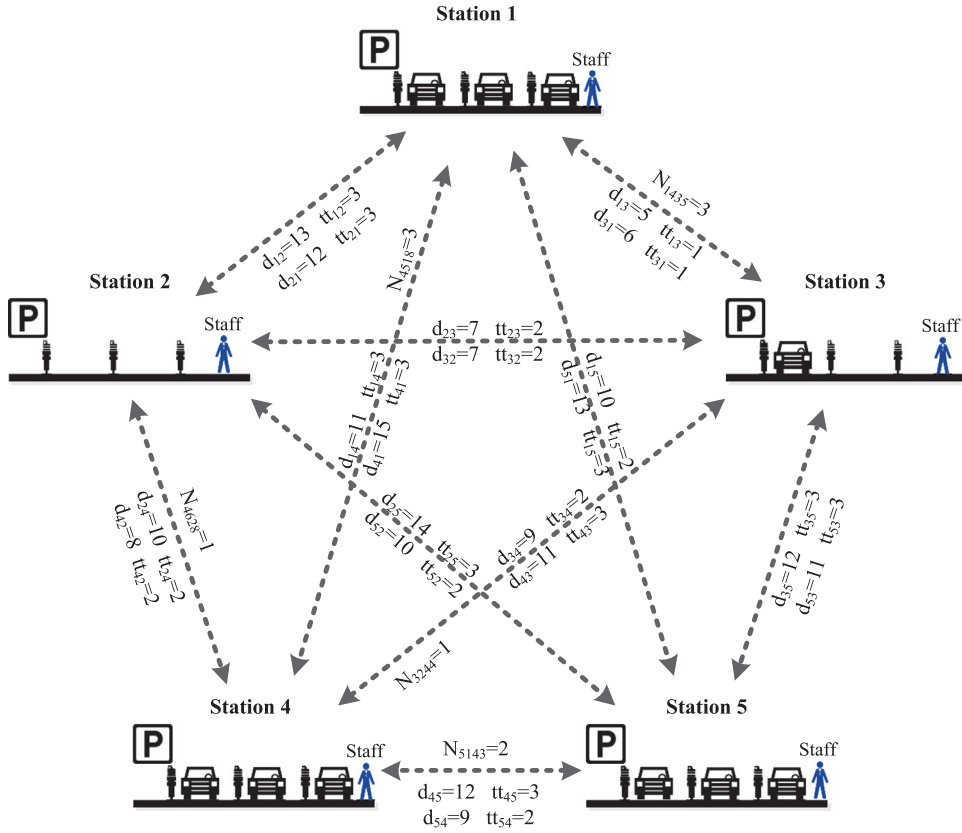 Station 1
P
Staff
d₁₂=13 tt₁₂=3
d₂₁=12 tt₂₁=3
N₄₅₁₈=3
N₁₄₃₅=3
d₁₃=5 tt₁₃=1
d₃₁=6 tt₃₁=1
Station 2
P
Staff
Station 3
P
Staff
d₂₃=7 tt₂₃=2
d₃₂=7 tt₃₂=2
d₁₄=11 tt₁₄=3
d₄₁=15 tt₄₁=3
d₁₅=10 tt₁₅=2
d₅₁=13 tt₁₅=3
N₄₆₂₈=1
d₂₄=10 tt₂₄=2
d₄₂=8 tt₄₂=2
d₂₅=14 tt₂₅=3
d₅₂=10 tt₅₂=2
d₃₄=9 tt₃₄=2
d₄₃=11 tt₄₃=3
d₃₅=12 tt₃₅=3
d₅₃=11 tt₅₃=3
N₃₂₄₄=1
Station 4
P
Staff
Station 5
P
Staff
N₅₁₄₃=2
d₄₅=12 tt₄₅=3
d₅₄=9 tt₅₄=2